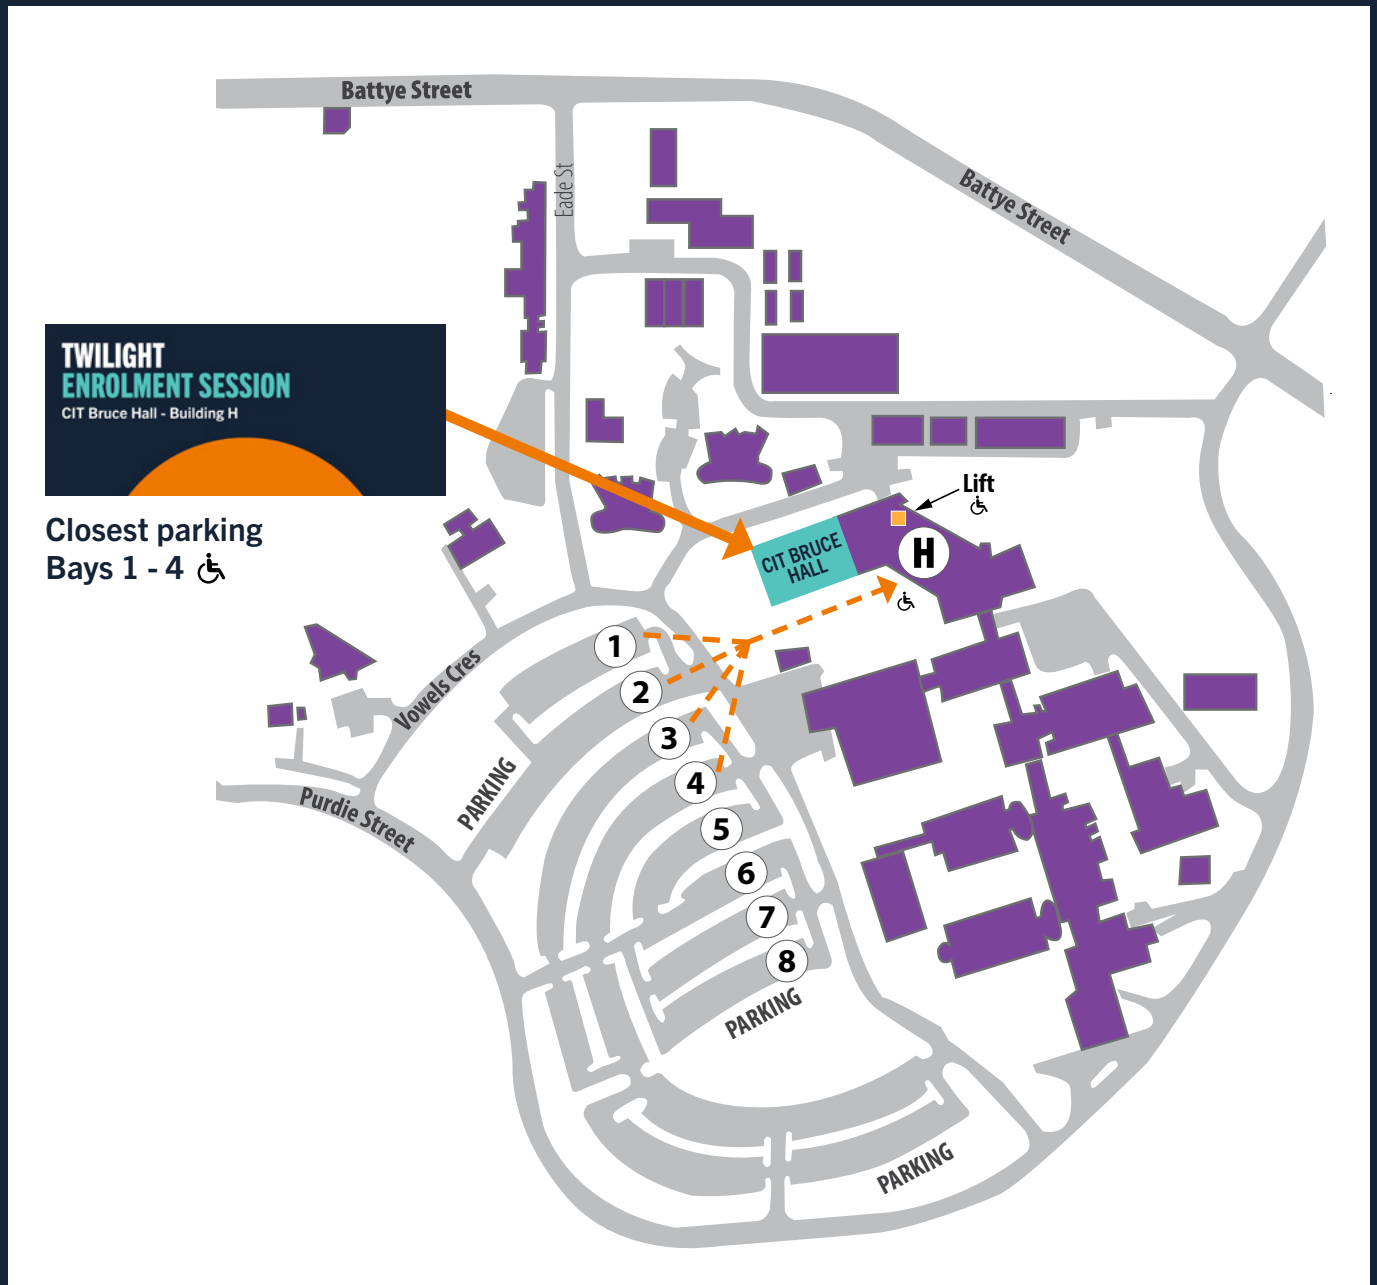 Battye Street
Eade St
Battye Street
TWILIGHT
ENROLMENT SESSION
CIT Bruce Hall - Building H
Closest parking
Bays 1 - 4
Lift
CIT BRUCE
HALL
H
1
2
3
4
5
6
7
8
Vowels Cres
PARKING
Purdie Street
PARKING
PARKING